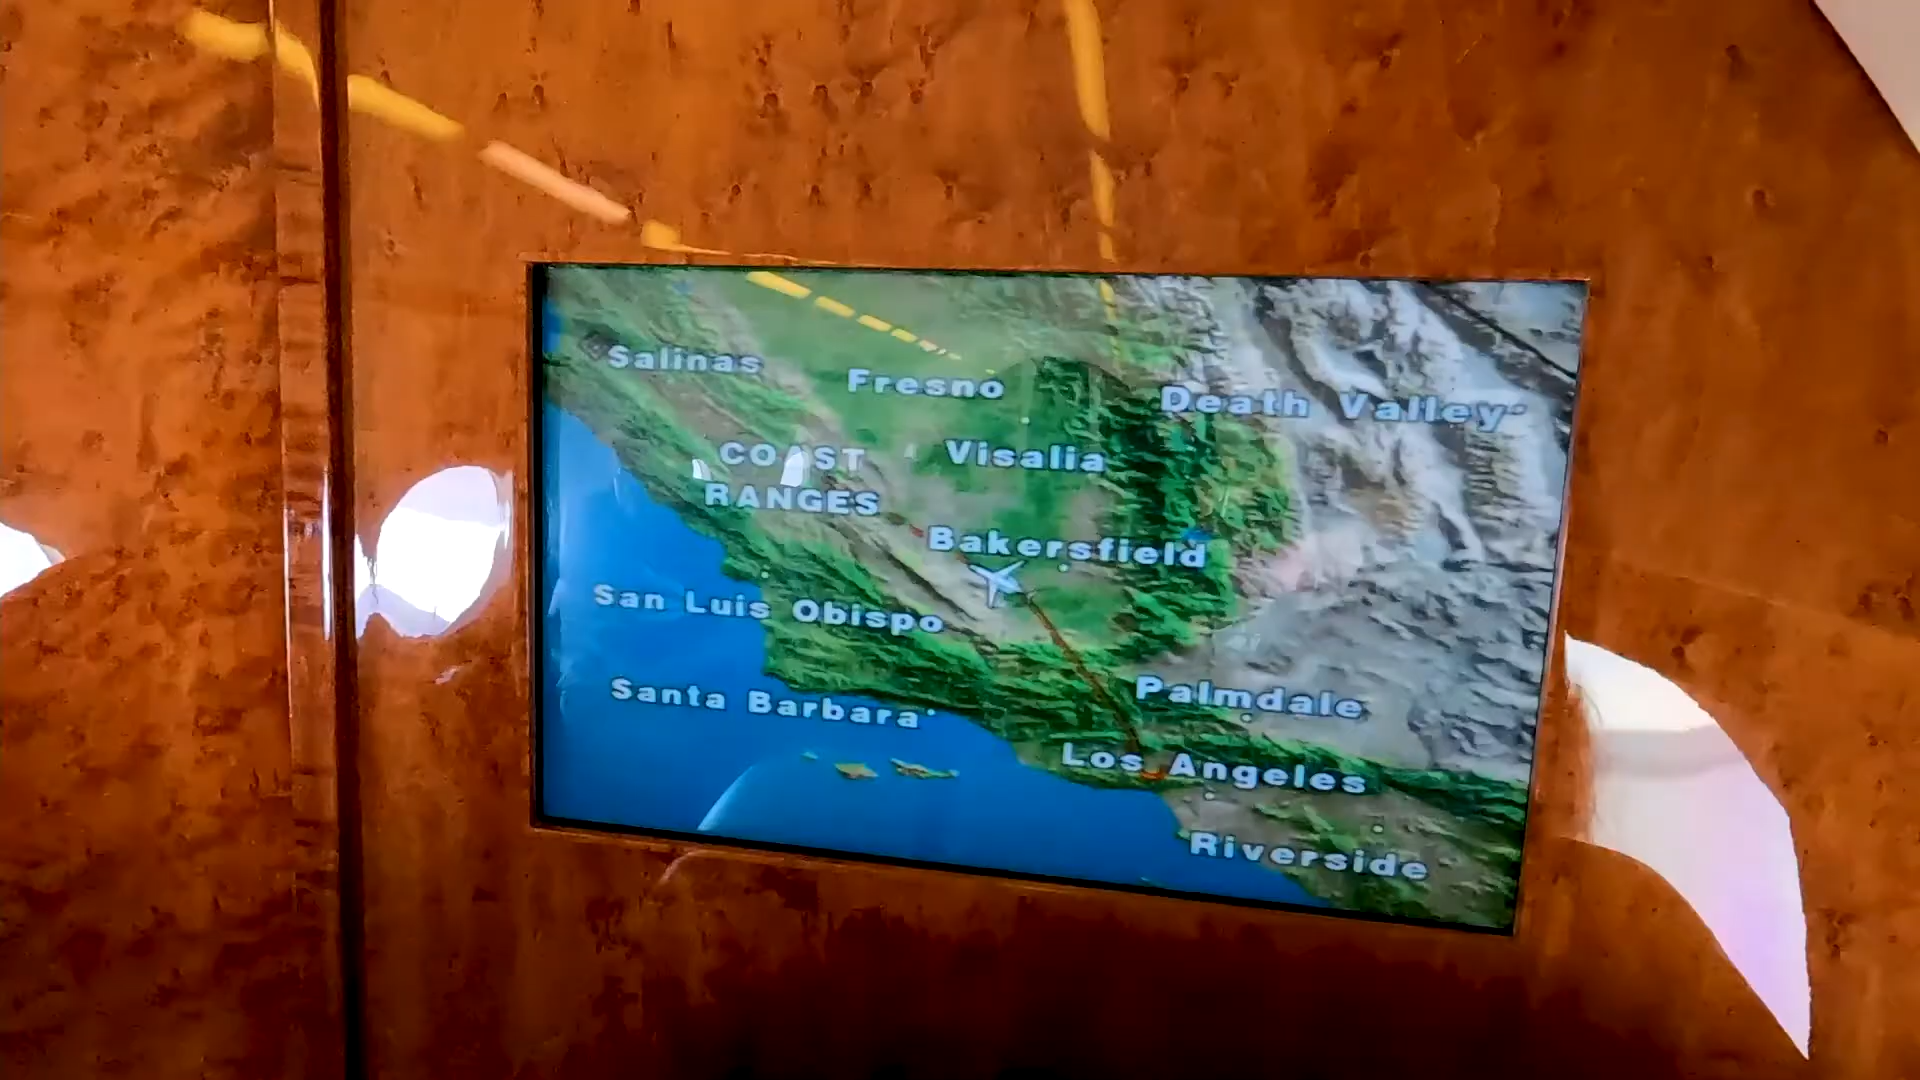 Salinas
Fresno
Death Valley
COAST
RANGES
Visalia
Bakersfield
San Luis Obispo
Santa Barbara
Palmdale
Los Angeles
Riverside